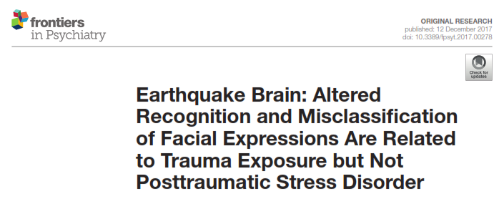 frontiers
in Psychiatry
ORIGINAL RESEARCH
published: 12 December 2017
doi: 10.3389/fpsyt.2017.00278
Check for
updates
Earthquake Brain: Altered
Recognition and Misclassification
of Facial Expressions Are Related
to Trauma Exposure but Not
Posttraumatic Stress Disorder